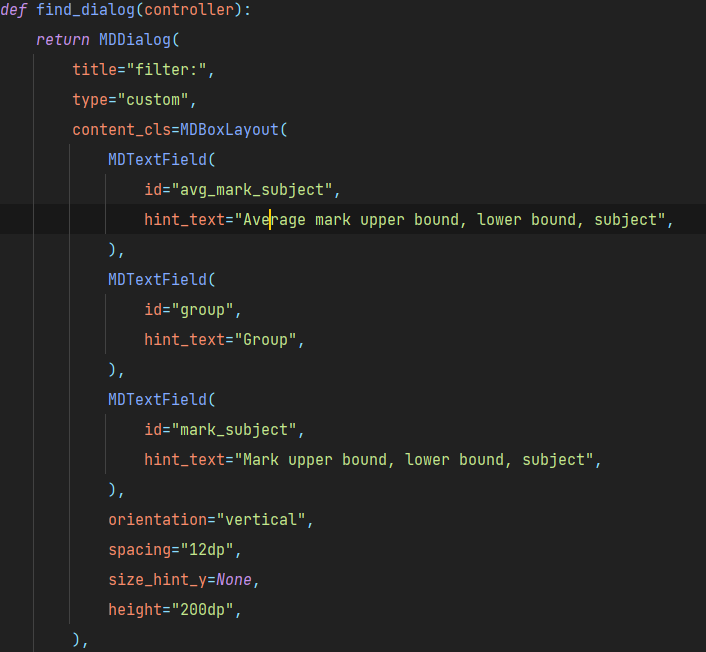 def find_dialog(controller):
    return MDDialog(
        title="filter:",
        type="custom",
        content_cls=MDBoxLayout(
            MDTextField(
                id="avg_mark_subject",
                hint_text="Average mark upper bound, lower bound, subject",
            ),
            MDTextField(
                id="group",
                hint_text="Group",
            ),
            MDTextField(
                id="mark_subject",
                hint_text="Mark upper bound, lower bound, subject",
            ),
            orientation="vertical",
            spacing="12dp",
            size_hint_y=None,
            height="200dp",
        ),